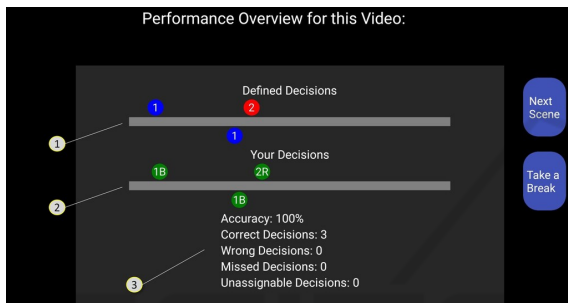 Performance Overview for this Video:
Defined Decisions
1 2
1
1
Your Decisions
1B 2R
2
1B
Accuracy: 100%
Correct Decisions: 3
Wrong Decisions: 0
Missed Decisions: 0
3
Unassignable Decisions: 0
Next
Scene
Take a
Break